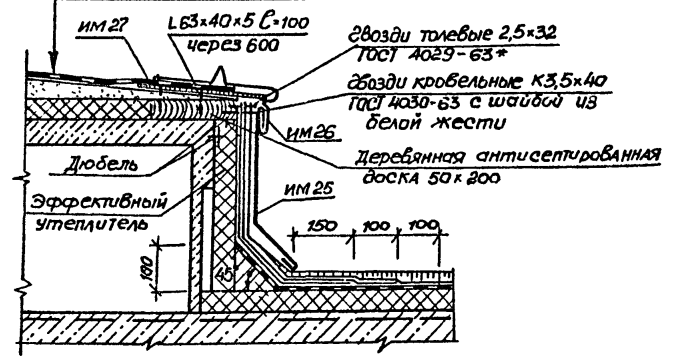 им 27
L 63×40×5 ℓ=100
через 600
Гвозди толевые 2,5×32
ГОСТ 4029-63*
Гвозди кровельные К3,5×40
ГОСТ 4030-63 с шайбой из
белой жести
им 26
Дюбель
Деревянная антисептированная
доска 50×200
Эффективный
утеплитель
им 25
150 100 100
100
45°